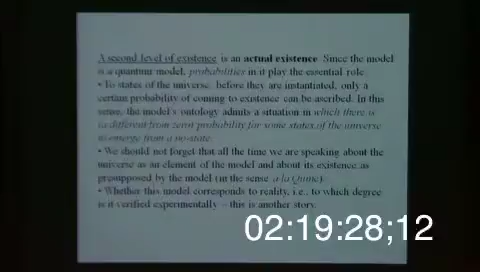 A second level of existence is an actual existence. Since the model
is a quantum model, probabilities in it play the essential role.
• To states of the universe, before they are instantiated, only a
certain probability of coming to existence can be ascribed. In this
sense, the model's ontology admits a situation in which there is
(a different from zero) probability for some states of the universe
to emerge from a no-state.
• We should not forget that all the time we are speaking about the
universe as an element of the model and about its existence as
presupposed by the model (in the sense a la Quine).
• Whether this model corresponds to reality, i.e., to which degree
is it verified experimentally – this is another story.
02:19:28;12